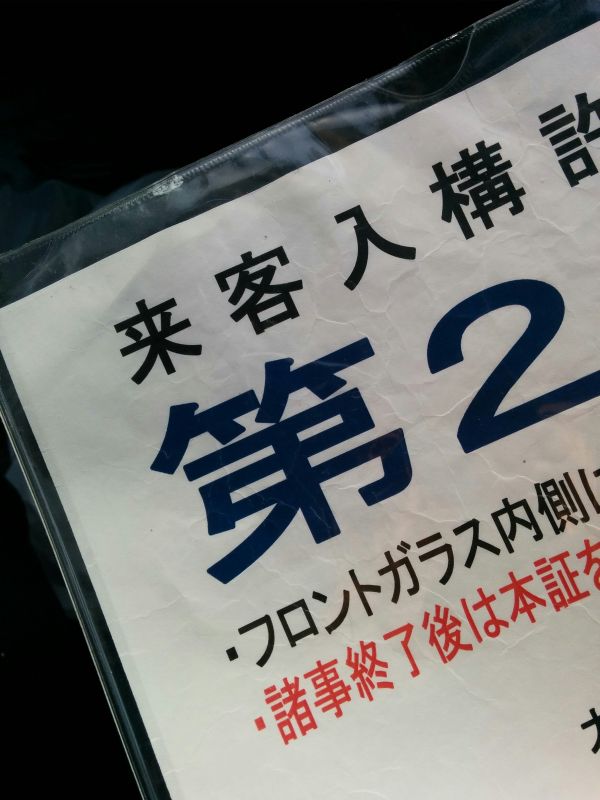 来客入構許
第2
・フロントガラス内側に
・諸事終了後は本証を